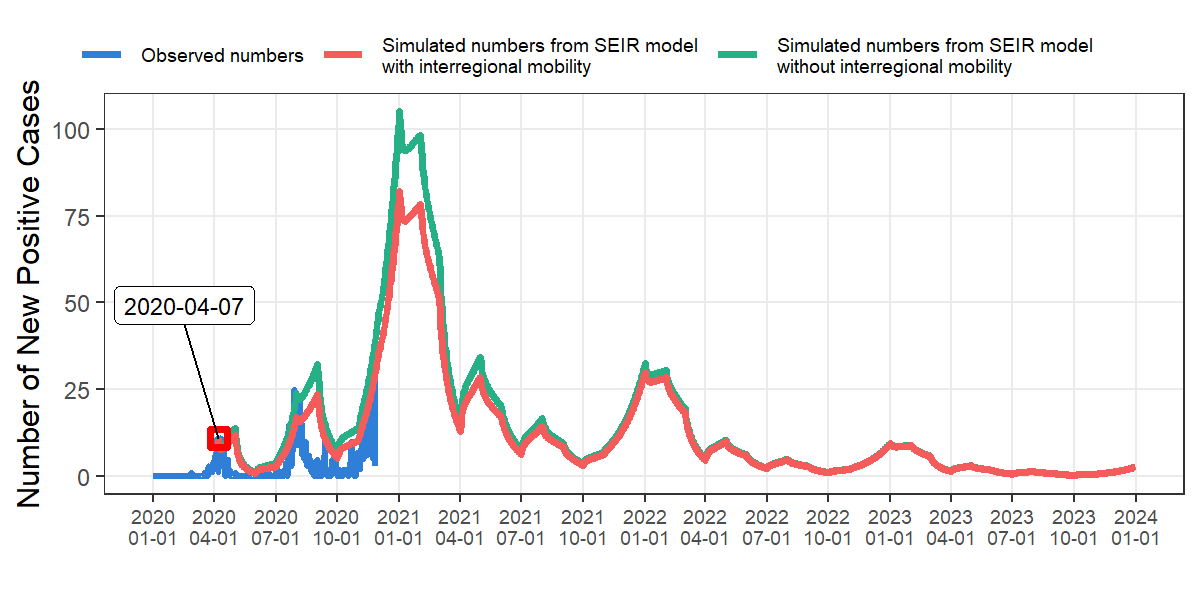 Observed numbers
Simulated numbers from SEIR model
with interregional mobility
Simulated numbers from SEIR model
without interregional mobility
Number of New Positive Cases
100
75
50
25
0
2020-04-07
2020 2020 2020 2020 2021 2021 2021 2021 2022 2022 2022 2022 2023 2023 2023 2023 2024
01-01 04-01 07-01 10-01 01-01 04-01 07-01 10-01 01-01 04-01 07-01 10-01 01-01 04-01 07-01 10-01 01-01